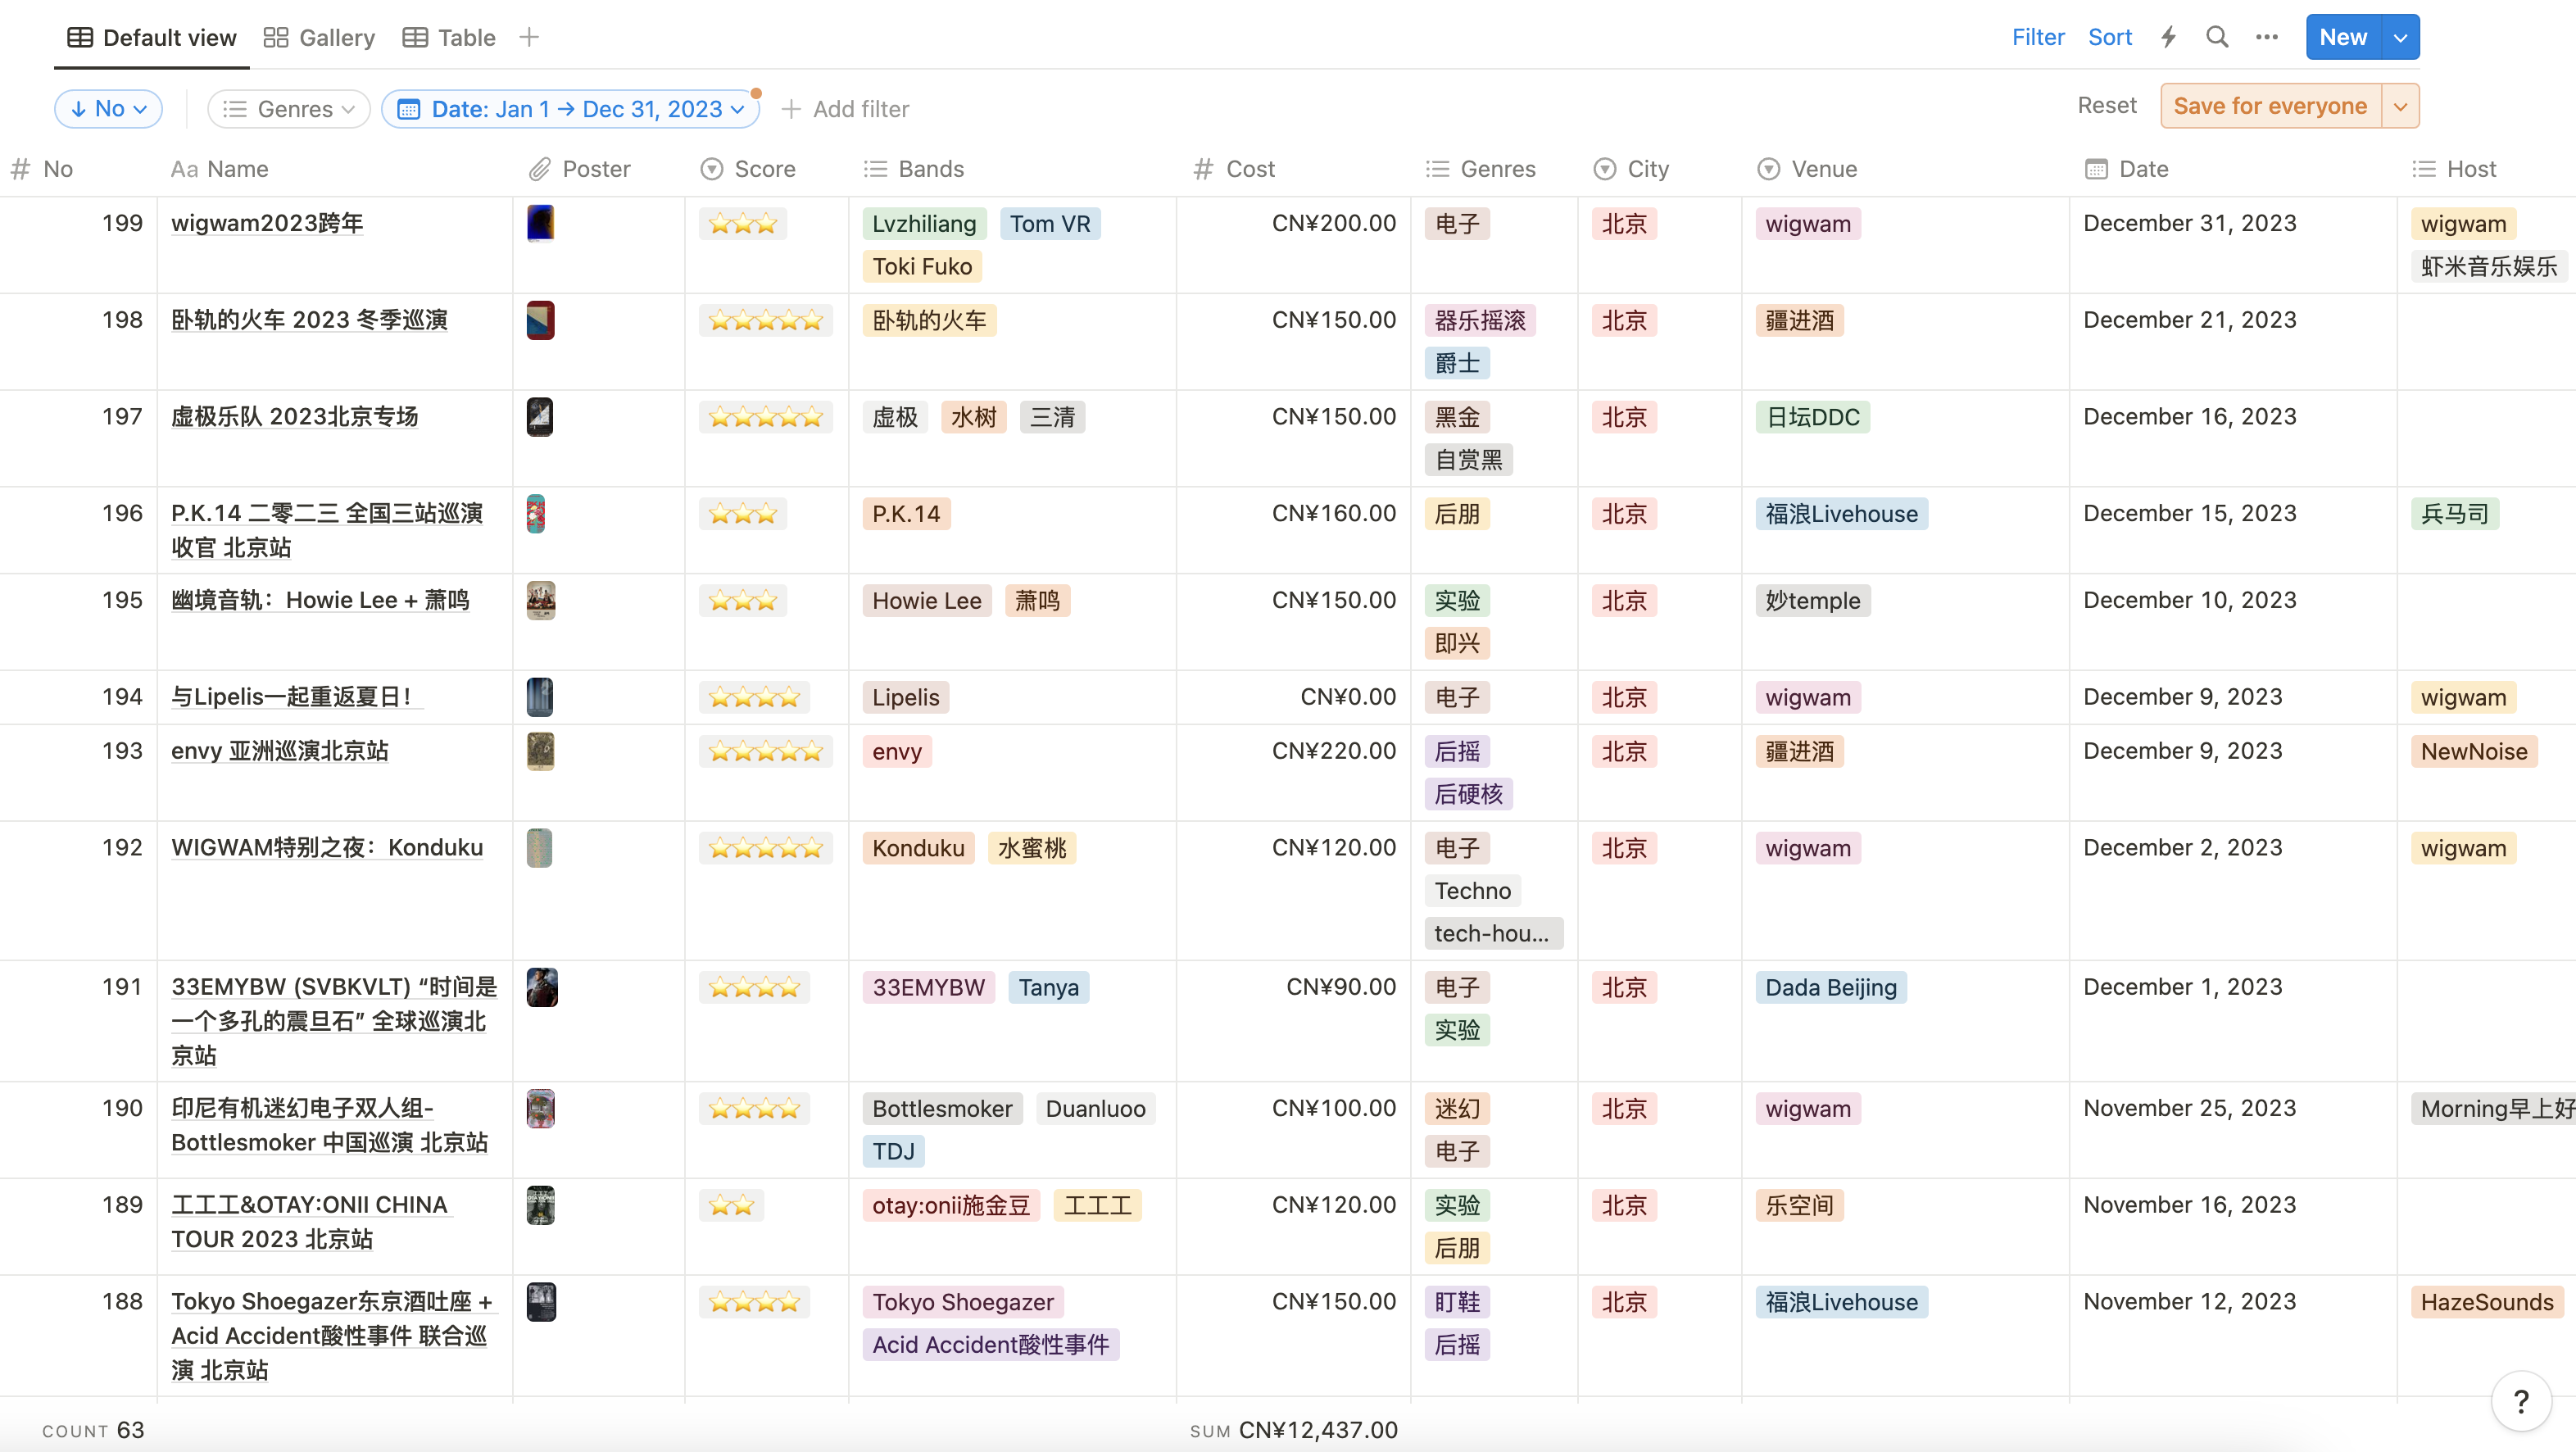 Default view Gallery Table Filter Sort New
No Genres Date: Jan 1 → Dec 31, 2023 Add filter Reset Save for everyone
No Name Poster Score Bands Cost Genres City Venue Date Host
199 wigwam2023跨年 ⭐⭐⭐ Lvzhiliang Tom VR CN¥200.00 电子 北京 wigwam December 31, 2023 wigwam
Toki Fuko 虾米音乐娱乐
198 卧轨的火车 2023 冬季巡演 ⭐⭐⭐⭐⭐ 卧轨的火车 CN¥150.00 器乐摇滚 北京 疆进酒 December 21, 2023
爵士
197 虚极乐队 2023北京专场 ⭐⭐⭐⭐⭐ 虚极 水树 三清 CN¥150.00 黑金 北京 日坛DDC December 16, 2023
自赏黑
196 P.K.14 二零二三 全国三站巡演 ⭐⭐⭐ P.K.14 CN¥160.00 后朋 北京 福浪Livehouse December 15, 2023 兵马司
收官 北京站
195 幽境音轨：Howie Lee + 萧鸣 ⭐⭐⭐ Howie Lee 萧鸣 CN¥150.00 实验 北京 妙temple December 10, 2023
即兴
194 与Lipelis一起重返夏日！ ⭐⭐⭐⭐ Lipelis CN¥0.00 电子 北京 wigwam December 9, 2023 wigwam
193 envy 亚洲巡演北京站 ⭐⭐⭐⭐⭐ envy CN¥220.00 后摇 北京 疆进酒 December 9, 2023 NewNoise
后硬核
192 WIGWAM特别之夜：Konduku ⭐⭐⭐⭐⭐ Konduku 水蜜桃 CN¥120.00 电子 北京 wigwam December 2, 2023 wigwam
Techno
tech-hou...
191 33EMYBW (SVBKVLT) “时间是 ⭐⭐⭐⭐ 33EMYBW Tanya CN¥90.00 电子 北京 Dada Beijing December 1, 2023
一个多孔的震旦石” 全球巡演北 实验
京站
190 印尼有机迷幻电子双人组- ⭐⭐⭐⭐ Bottlesmoker Duanluoo CN¥100.00 迷幻 北京 wigwam November 25, 2023 Morning早上好
Bottlesmoker 中国巡演 北京站 TDJ 电子
189 工工工&OTAY:ONII CHINA ⭐⭐ otay:onii施金豆 工工工 CN¥120.00 实验 北京 乐空间 November 16, 2023
TOUR 2023 北京站 后朋
188 Tokyo Shoegazer东京酒吐座 + ⭐⭐⭐⭐ Tokyo Shoegazer CN¥150.00 盯鞋 北京 福浪Livehouse November 12, 2023 HazeSounds
Acid Accident酸性事件 联合巡 Acid Accident酸性事件 后摇
演 北京站
COUNT 63 SUM CN¥12,437.00 ?